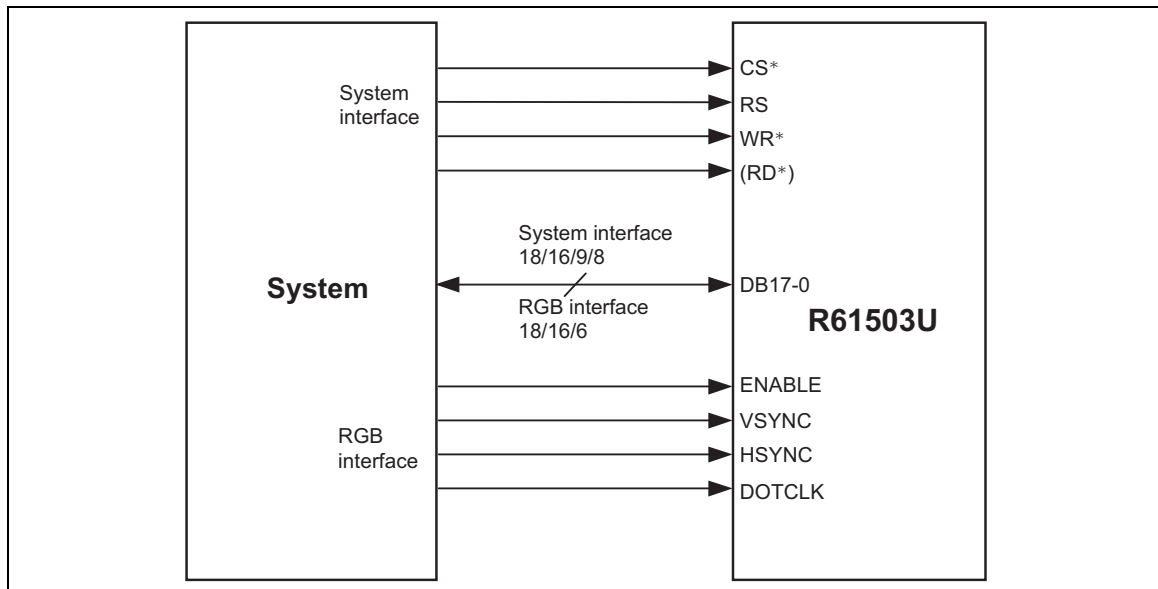 CS*
RS
WR*
(RD*)
System
interface
System interface
18/16/9/8
RGB interface
18/16/6
DB17-0
System
R61503U
ENABLE
VSYNC
HSYNC
DOTCLK
RGB
interface